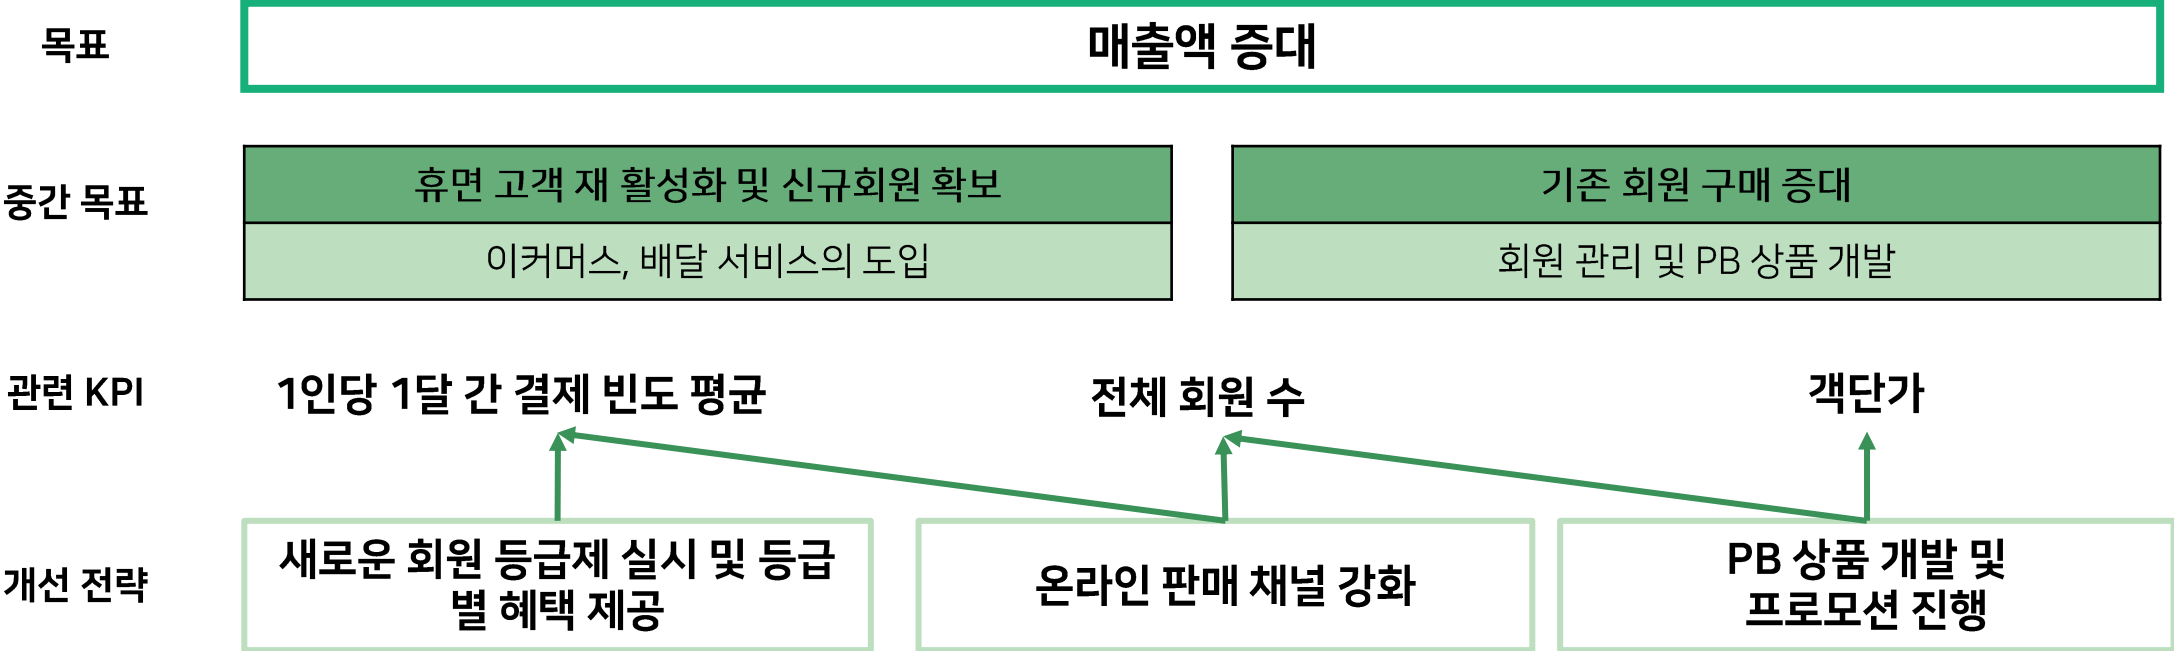 목표
매출액 증대
중간 목표
휴면 고객 재 활성화 및 신규회원 확보
이커머스, 배달 서비스의 도입
기존 회원 구매 증대
회원 관리 및 PB 상품 개발
관련 KPI
1인당 1달 간 결제 빈도 평균
전체 회원 수
객단가
개선 전략
새로운 회원 등급제 실시 및 등급
별 혜택 제공
온라인 판매 채널 강화
PB 상품 개발 및
프로모션 진행